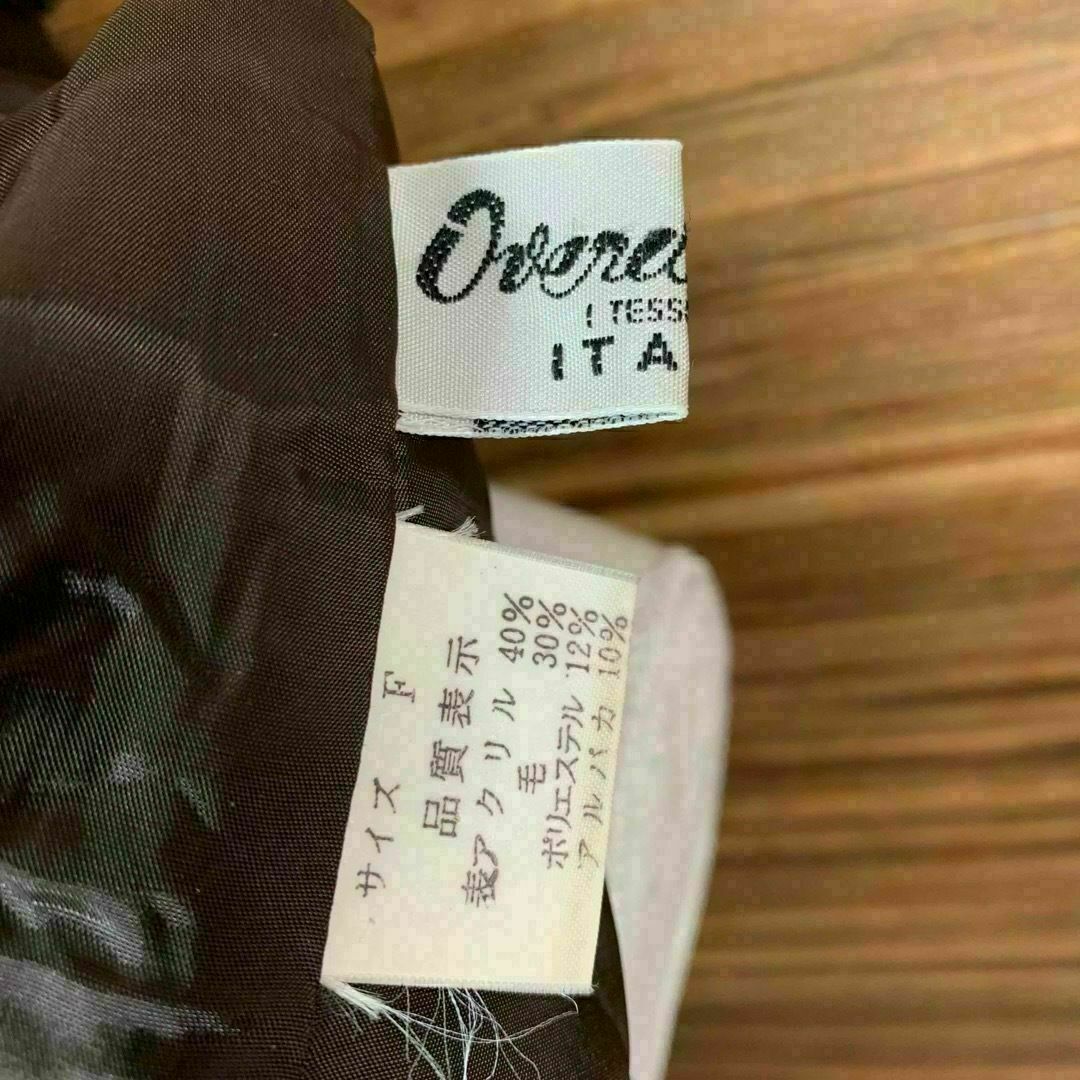 Overe
( TESS
ITA
サイズ F
品質表示
表アクリル 40%
毛 30%
ポリエステル 12%
アルパカ 10%